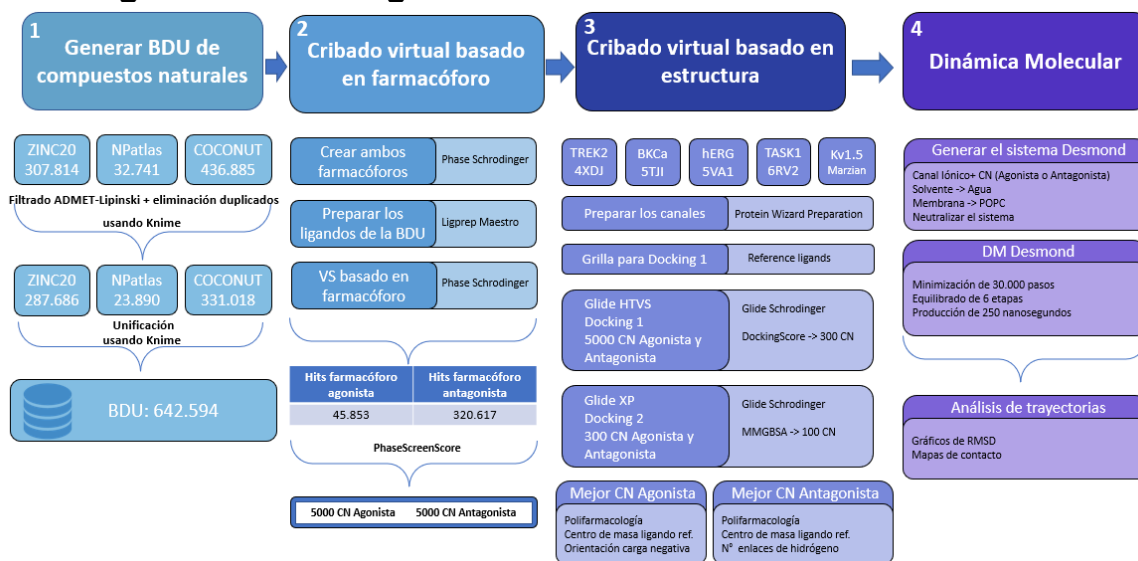 1
Generar BDU de
compuestos naturales
ZINC20
307.814
NPatlas
32.741
COCONUT
436.885
Filtrado ADMET-Lipinski + eliminación duplicados
usando Knime
ZINC20
287.686
NPatlas
23.890
COCONUT
331.018
Unificación
usando Knime
BDU: 642.594
2
Cribado virtual basado
en farmacóforo
Crear ambos
farmacóforos
Phase Schrodinger
Preparar los
ligandos de la BDU
Ligprep Maestro
VS basado en
farmacóforo
Phase Schrodinger
Hits farmacóforo
agonista
Hits farmacóforo
antagonista
45.853
320.617
PhaseScreenScore
5000 CN Agonista
5000 CN Antagonista
3
Cribado virtual basado en
estructura
TREK2
4XDJ
BKCa
5TJI
hERG
5VA1
TASK1
6RV2
Kv1.5
Marzian
Preparar los canales
Protein Wizard Preparation
Grilla para Docking 1
Reference ligands
Glide HTVS
Docking 1
5000 CN Agonista y
Antagonista
Glide Schrodinger
DockingScore -> 300 CN
Glide XP
Docking 2
300 CN Agonista y
Antagonista
Glide Schrodinger
MMGBSA -> 100 CN
Mejor CN Agonista
Polifarmacología
Centro de masa ligando ref.
Orientación carga negativa
Mejor CN Antagonista
Polifarmacología
Centro de masa ligando ref.
N° enlaces de hidrógeno
4
Dinámica Molecular
Generar el sistema Desmond
Canal Iónico+ CN (Agonista o Antagonista)
Solvente -> Agua
Membrana -> POPC
Neutralizar el sistema
DM Desmond
Minimización de 30.000 pasos
Equilibrado de 6 etapas
Producción de 250 nanosegundos
Análisis de trayectorias
Gráficos de RMSD
Mapas de contacto